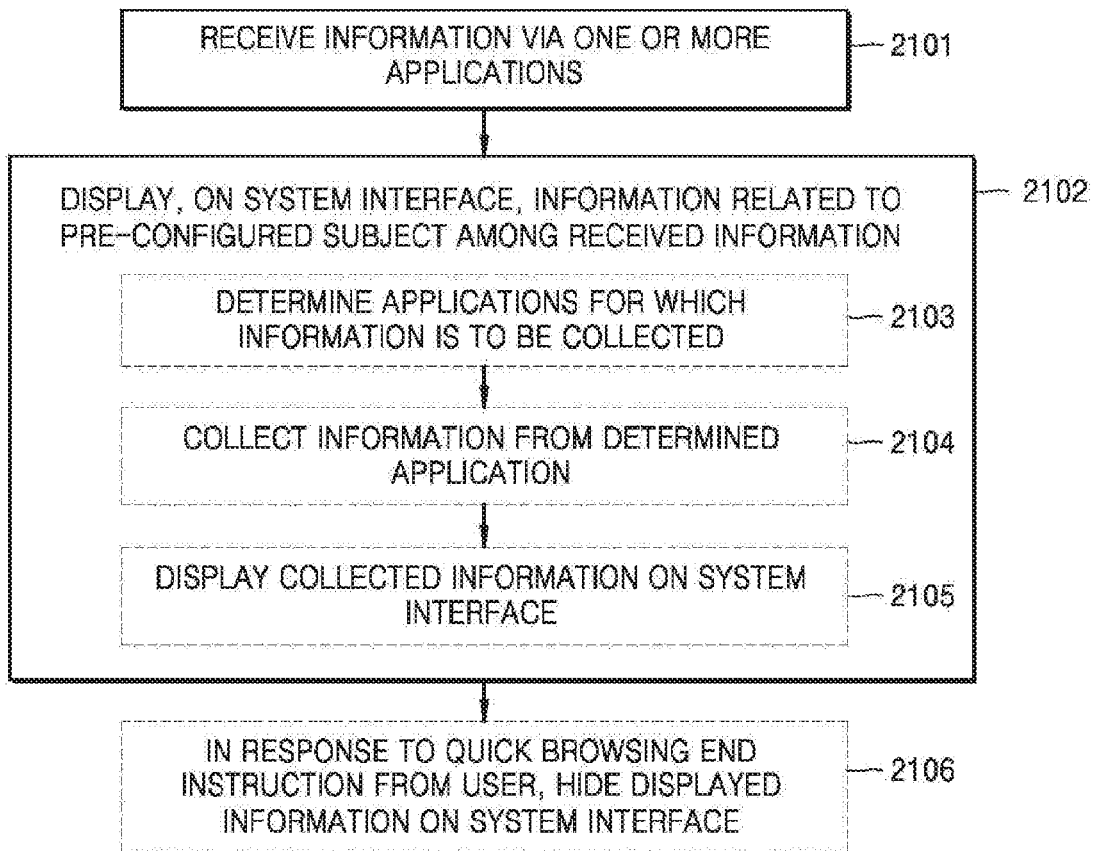 RECEIVE INFORMATION VIA ONE OR MORE
APPLICATIONS
2101
DISPLAY, ON SYSTEM INTERFACE, INFORMATION RELATED TO
PRE-CONFIGURED SUBJECT AMONG RECEIVED INFORMATION
2102
DETERMINE APPLICATIONS FOR WHICH
INFORMATION IS TO BE COLLECTED
2103
COLLECT INFORMATION FROM DETERMINED
APPLICATION
2104
DISPLAY COLLECTED INFORMATION ON SYSTEM
INTERFACE
2105
IN RESPONSE TO QUICK BROWSING END
INSTRUCTION FROM USER, HIDE DISPLAYED
INFORMATION ON SYSTEM INTERFACE
2106